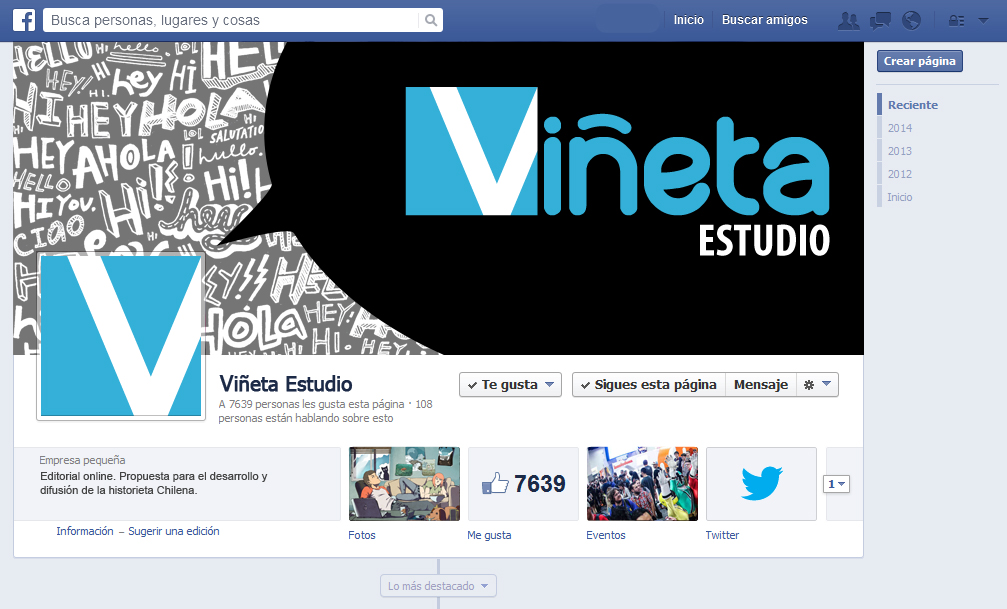 Busca personas, lugares y cosas
Inicio
Buscar amigos
HELLO
hello
HEY!
hey
HI
HELLO
HI
HEY
HOLA
LOL
SALUTATIO
HEY
AHOLA
hullo.
HELLO
HI YOU.
Hi!
Hi!!
CIAO
HOLA
HEY
Hi.
Viñeta
ESTUDIO
Crear página
Reciente
2014
2013
2012
Inicio
Viñeta Estudio
A 7639 personas les gusta esta página · 108
personas están hablando sobre esto
Te gusta
Sigues esta página
Mensaje
Empresa pequeña
Editorial online. Propuesta para el desarrollo y
difusión de la historieta Chilena.
Información – Sugerir una edición
7639
1
Fotos
Me gusta
Eventos
Twitter
Lo más destacado